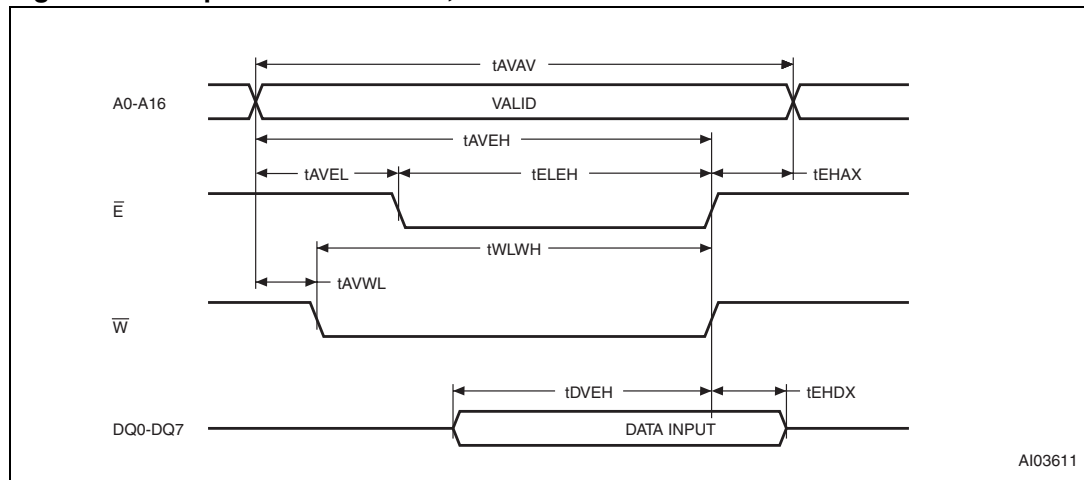 tAVAV
A0-A16
VALID
tAVEH
tAVEL
tELEH
tEHAX
E̅
tWLWH
tAVWL
W̅
tDVEH
tEHDX
DQ0-DQ7
DATA INPUT
AI03611